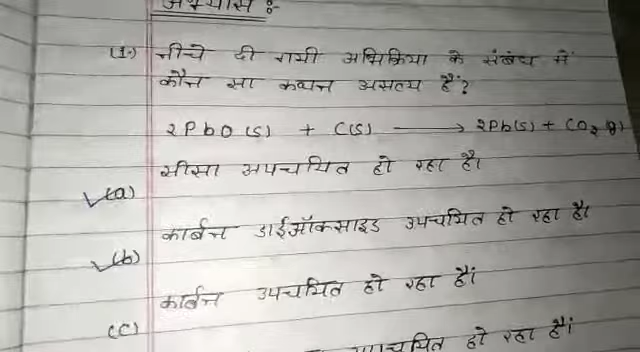 अभ्यास :-
(1.) नीचे दी गयी अभिक्रिया के संबंध में
कौन सा कथन असत्य हैं?
2PbO(s) + C(s) ⟶ 2Pb(s) + CO2(g)
सीसा अपचयित हो रहा है।
(a)
कार्बन डाईऑक्साइड उपचयित हो रहा है।
(b)
कार्बन उपचयित हो रहा हैं।
(c)
हो रहा हैं।